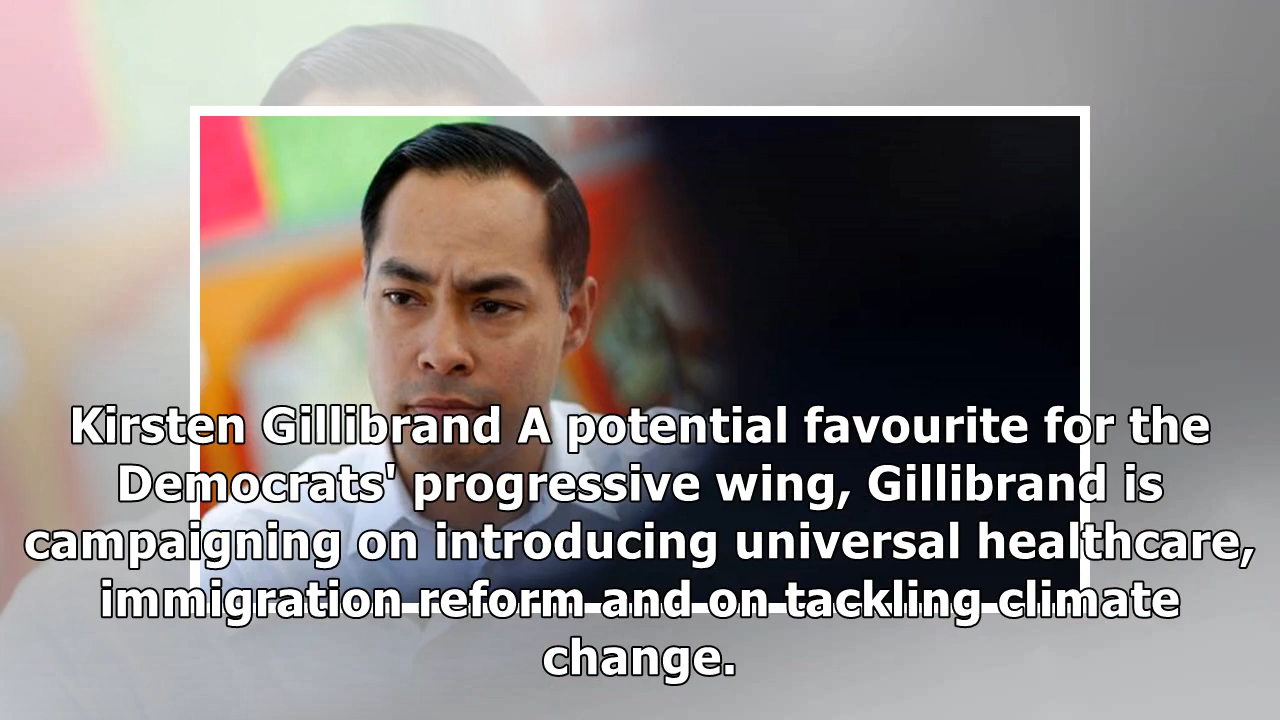 Kirsten Gillibrand A potential favourite for the
Democrats' progressive wing, Gillibrand is
campaigning on introducing universal healthcare,
immigration reform and on tackling climate
change.